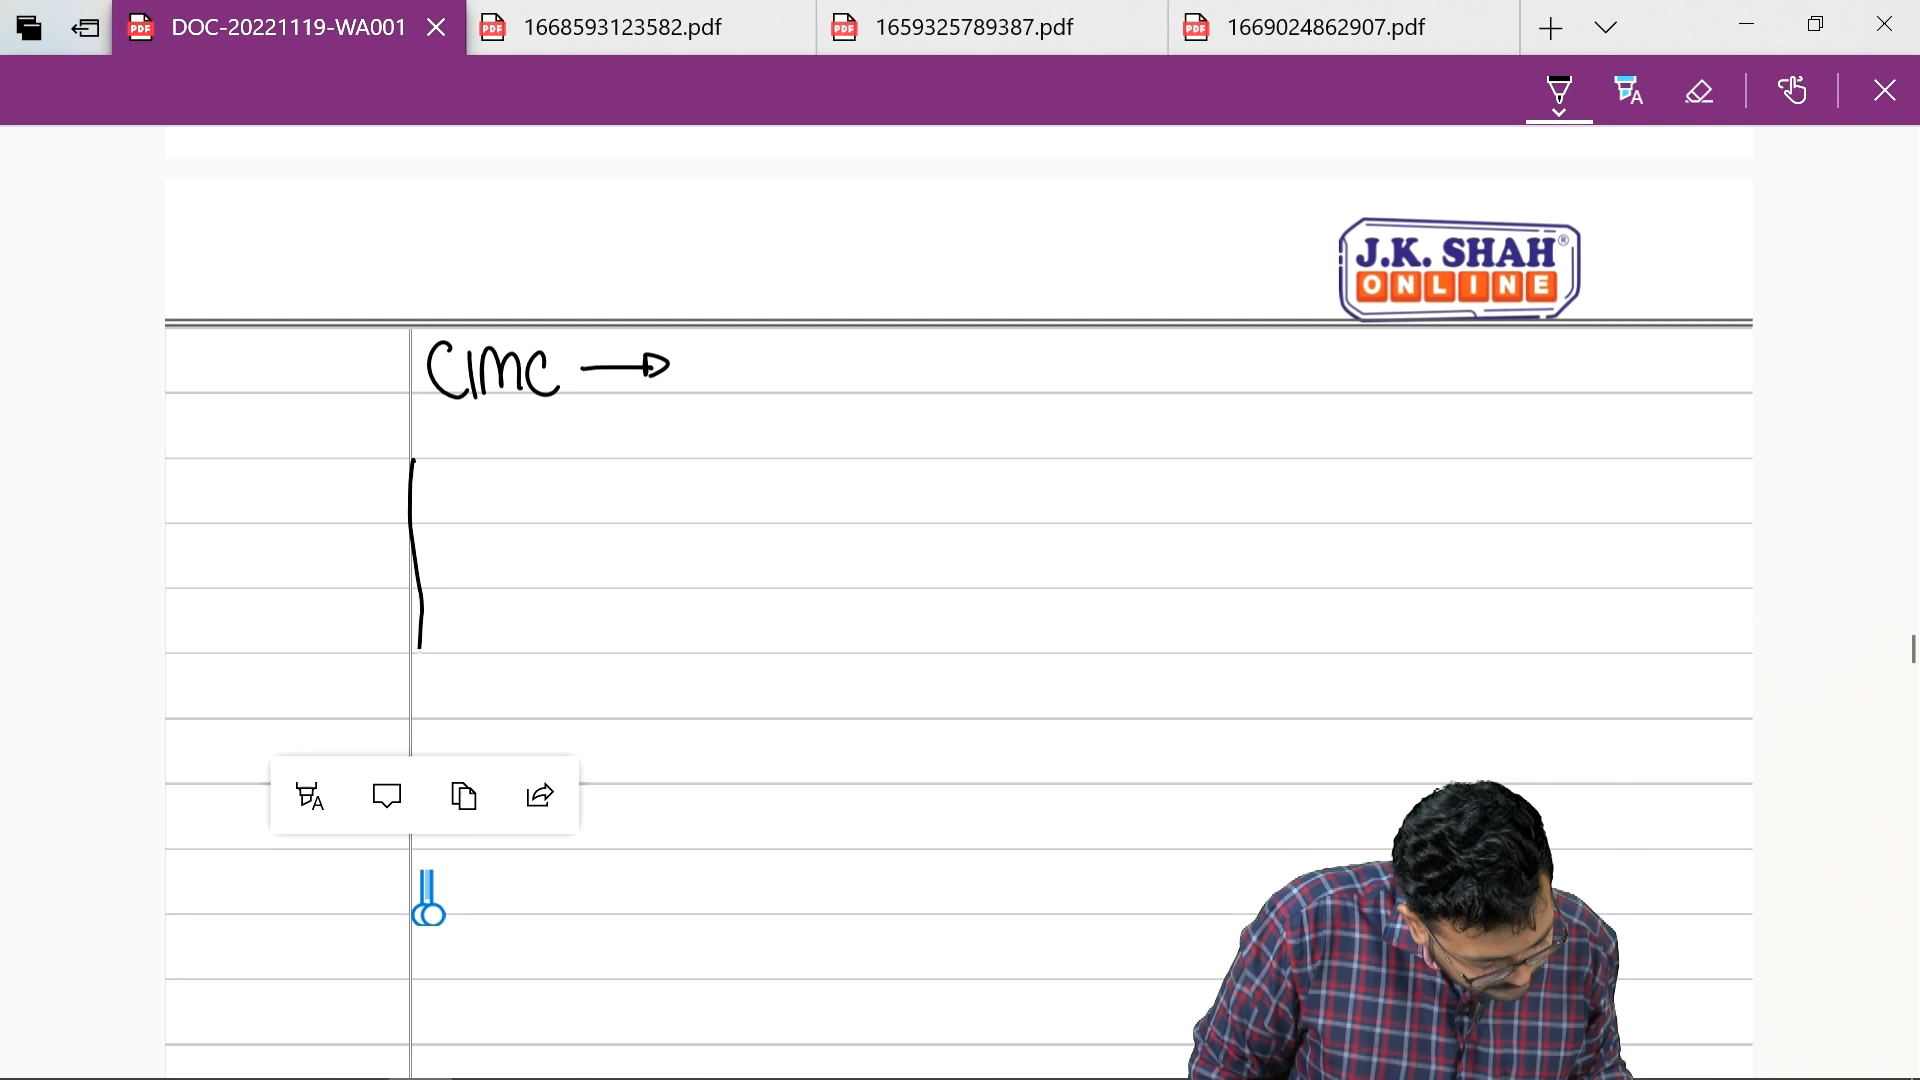 DOC-20221119-WA001
1668593123582.pdf
1659325789387.pdf
1669024862907.pdf
J.K. SHAH®
ONLINE
CIMC